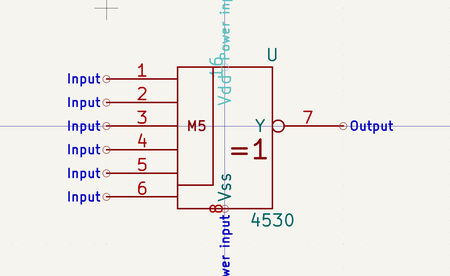 Power in
16
Vdd
U
Input 1
Input 2
Input 3
Input 4
Input 5
Input 6
M5
Y
7 Output
=1
Vss
8
4530
wer input